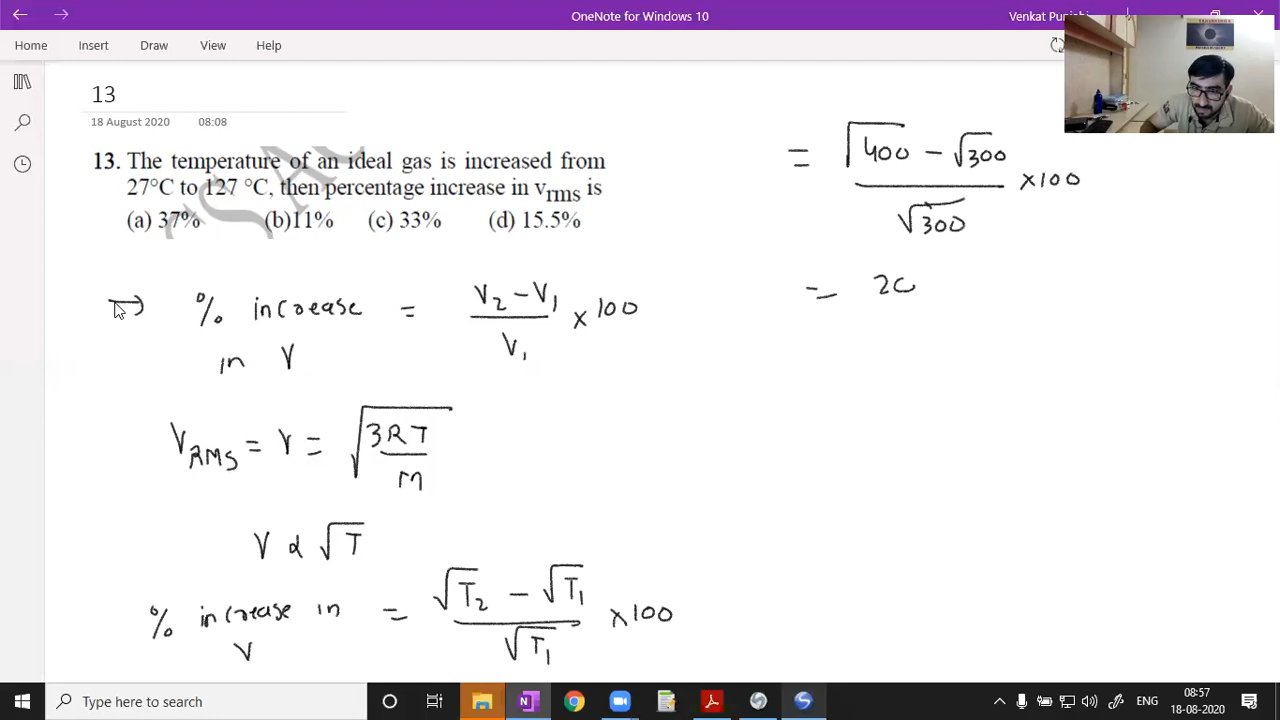 OneNote for Windows 10
Venkat Punjabi
Home Insert Draw View Help
13
18 August 2020 08:08
13. The temperature of an ideal gas is increased from
27°C to 127 °C, then percentage increase in vrms is
(a) 37% (b)11% (c) 33% (d) 15.5%
% increase in V = (V2 − V1)/V1 × 100
VRMS = V = √(3RT/m)
V ∝ √T
% increase in V = (√T2 − √T1)/√T1 × 100
= (√400 − √300)/√300 ×100
= 20
Type here to search
ENG
08:57
18-08-2020